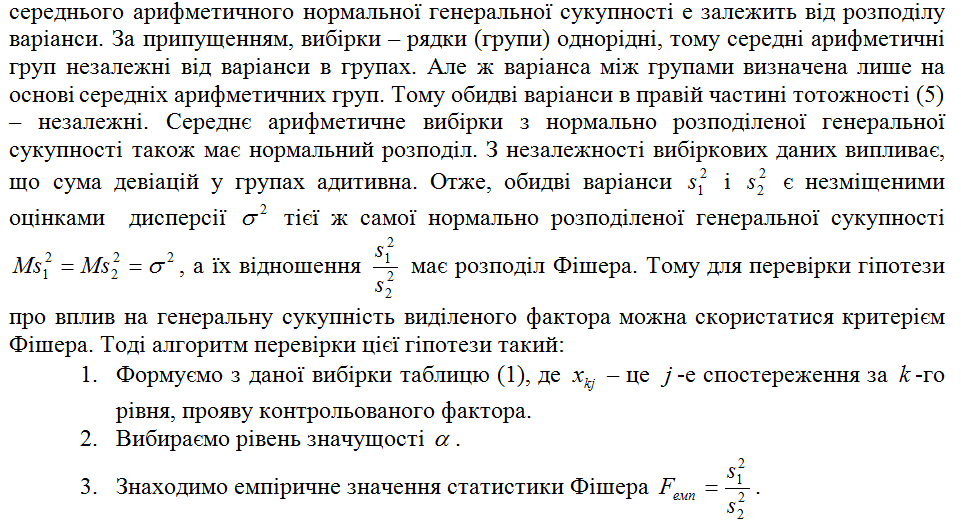 середнього арифметичного нормальної генеральної сукупності е залежить від розподілу
варіанси. За припущенням, вибірки – рядки (групи) однорідні, тому середні арифметичні
груп незалежні від варіанси в групах. Але ж варіанса між групами визначена лише на
основі середніх арифметичних груп. Тому обидві варіанси в правій частині тотожності (5)
– незалежні. Середнє арифметичне вибірки з нормально розподіленої генеральної
сукупності також має нормальний розподіл. З незалежності вибіркових даних випливає,
що сума девіацій у групах адитивна. Отже, обидві варіанси $s_1^2$ і $s_2^2$ є незміщеними
оцінками дисперсії $\sigma^2$ тієї ж самої нормально розподіленої генеральної сукупності
$Ms_1^2 = Ms_2^2 = \sigma^2$, а їх відношення $\frac{s_1^2}{s_2^2}$ має розподіл Фішера. Тому для перевірки гіпотези
про вплив на генеральну сукупність виділеного фактора можна скористатися критерієм
Фішера. Тоді алгоритм перевірки цієї гіпотези такий:
1. Формуємо з даної вибірки таблицю (1), де $x_{kj}$ – це $j$-е спостереження за $k$-го
рівня, прояву контрольованого фактора.
2. Вибираємо рівень значущості $\alpha$.
3. Знаходимо емпіричне значення статистики Фішера $F_{емп} = \frac{s_1^2}{s_2^2}$.